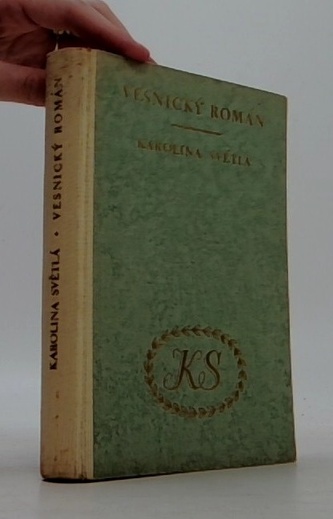 VESNICKÝ ROMÁN
KAROLINA SVĚTLÁ
KS
KAROLINA SVĚTLÁ • VESNICKÝ ROMÁN